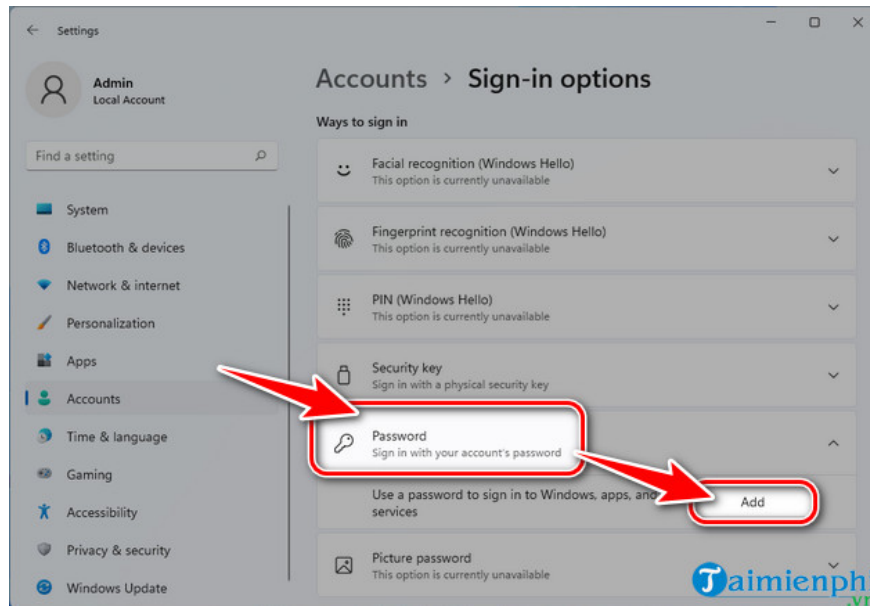 Settings
Admin
Local Account
Find a setting
System
Bluetooth & devices
Network & internet
Personalization
Apps
Accounts
Time & language
Gaming
Accessibility
Privacy & security
Windows Update
Accounts > Sign-in options
Ways to sign in
Facial recognition (Windows Hello)
This option is currently unavailable
Fingerprint recognition (Windows Hello)
This option is currently unavailable
PIN (Windows Hello)
This option is currently unavailable
Security key
Sign in with a physical security key
Password
Sign in with your account's password
Use a password to sign in to Windows, apps, and
services
Add
Picture password
This option is currently unavailable
Taimienph
.vn